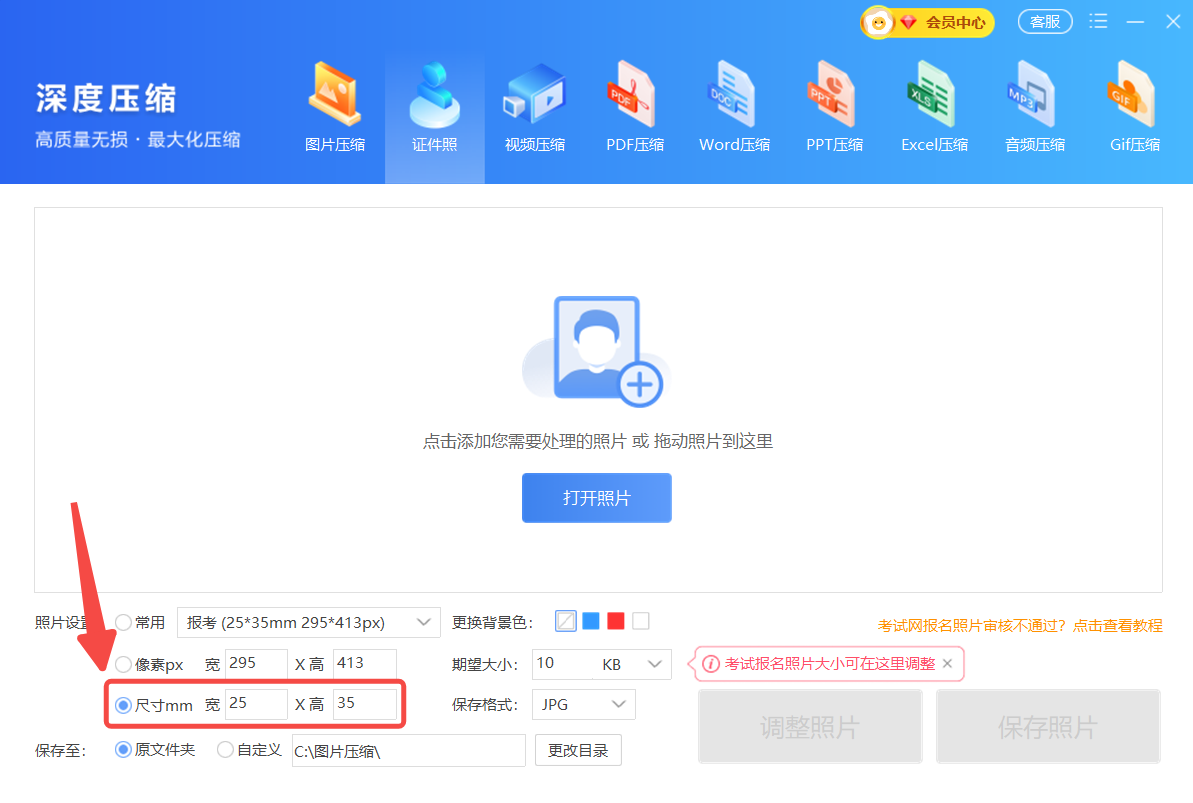 会员中心 客服
深度压缩
高质量无损·最大化压缩
PDF DOC PPT XLS MP3 GIF
图片压缩 证件照 视频压缩 PDF压缩 Word压缩 PPT压缩 Excel压缩 音频压缩 Gif压缩
点击添加您需要处理的照片 或 拖动照片到这里
打开照片
照片设 常用 报考 (25*35mm 295*413px) 更换背景色:
考试网报名照片审核不通过? 点击查看教程
像素px 宽 295 X 高 413 期望大小: 10 KB
考试报名照片大小可在这里调整
尺寸mm 宽 25 X 高 35 保存格式: JPG
调整照片 保存照片
保存至: 原文件夹 自定义 C:\图片压缩\ 更改目录